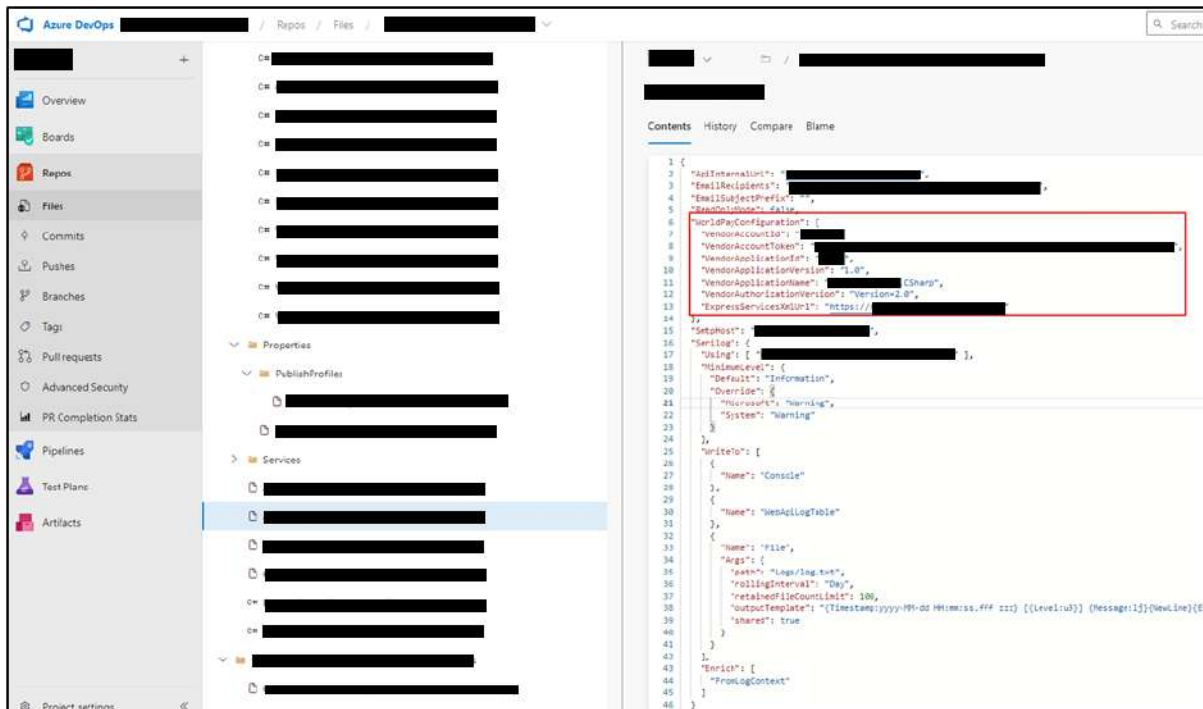 Azure DevOps / Repos / Files /
Search
+
Overview
Boards
Repos
Files
Commits
Pushes
Branches
Tags
Pull requests
Advanced Security
PR Completion Stats
Pipelines
Test Plans
Artifacts
Project settings
C#
C#
C#
C#
C#
C#
C#
C#
C#
C#
Properties
PublishProfiles
Services
C#
C#
/
Contents History Compare Blame
1 {
2 "ApiInternalUrl": "",
3 "EmailRecipients": "",
4 "EmailSubjectPrefix": "",
5 "ReadOnlyMode": false,
6 "WorldPayConfiguration": {
7 "VendorAccountId": "
8 "VendorAccountToken": "",
9 "VendorApplicationId": "",
10 "VendorApplicationVersion": "1.0",
11 "VendorApplicationName": " CSharp",
12 "VendorAuthorizationVersion": "Version=2.0",
13 "ExpressServicesXmlUrl": "https://"
14 },
15 "SmtpHost": "",
16 "Serilog": {
17 "Using": [ "" ],
18 "MinimumLevel": {
19 "Default": "Information",
20 "Override": {
21 "Microsoft": "Warning",
22 "System": "Warning"
23 }
24 },
25 "WriteTo": [
26 {
27 "Name": "Console"
28 },
29 {
30 "Name": "WebApiLogTable"
31 },
32 {
33 "Name": "File",
34 "Args": {
35 "path": "Logs/log.txt",
36 "rollingInterval": "Day",
37 "retainedFileCountLimit": 100,
38 "outputTemplate": "{Timestamp:yyyy-MM-dd HH:mm:ss.fff zzz} [{Level:u3}] {Message:lj}{NewLine}{E
39 "shared": true
40 }
41 }
42 ],
43 "Enrich": [
44 "FromLogContext"
45 ]
46 }